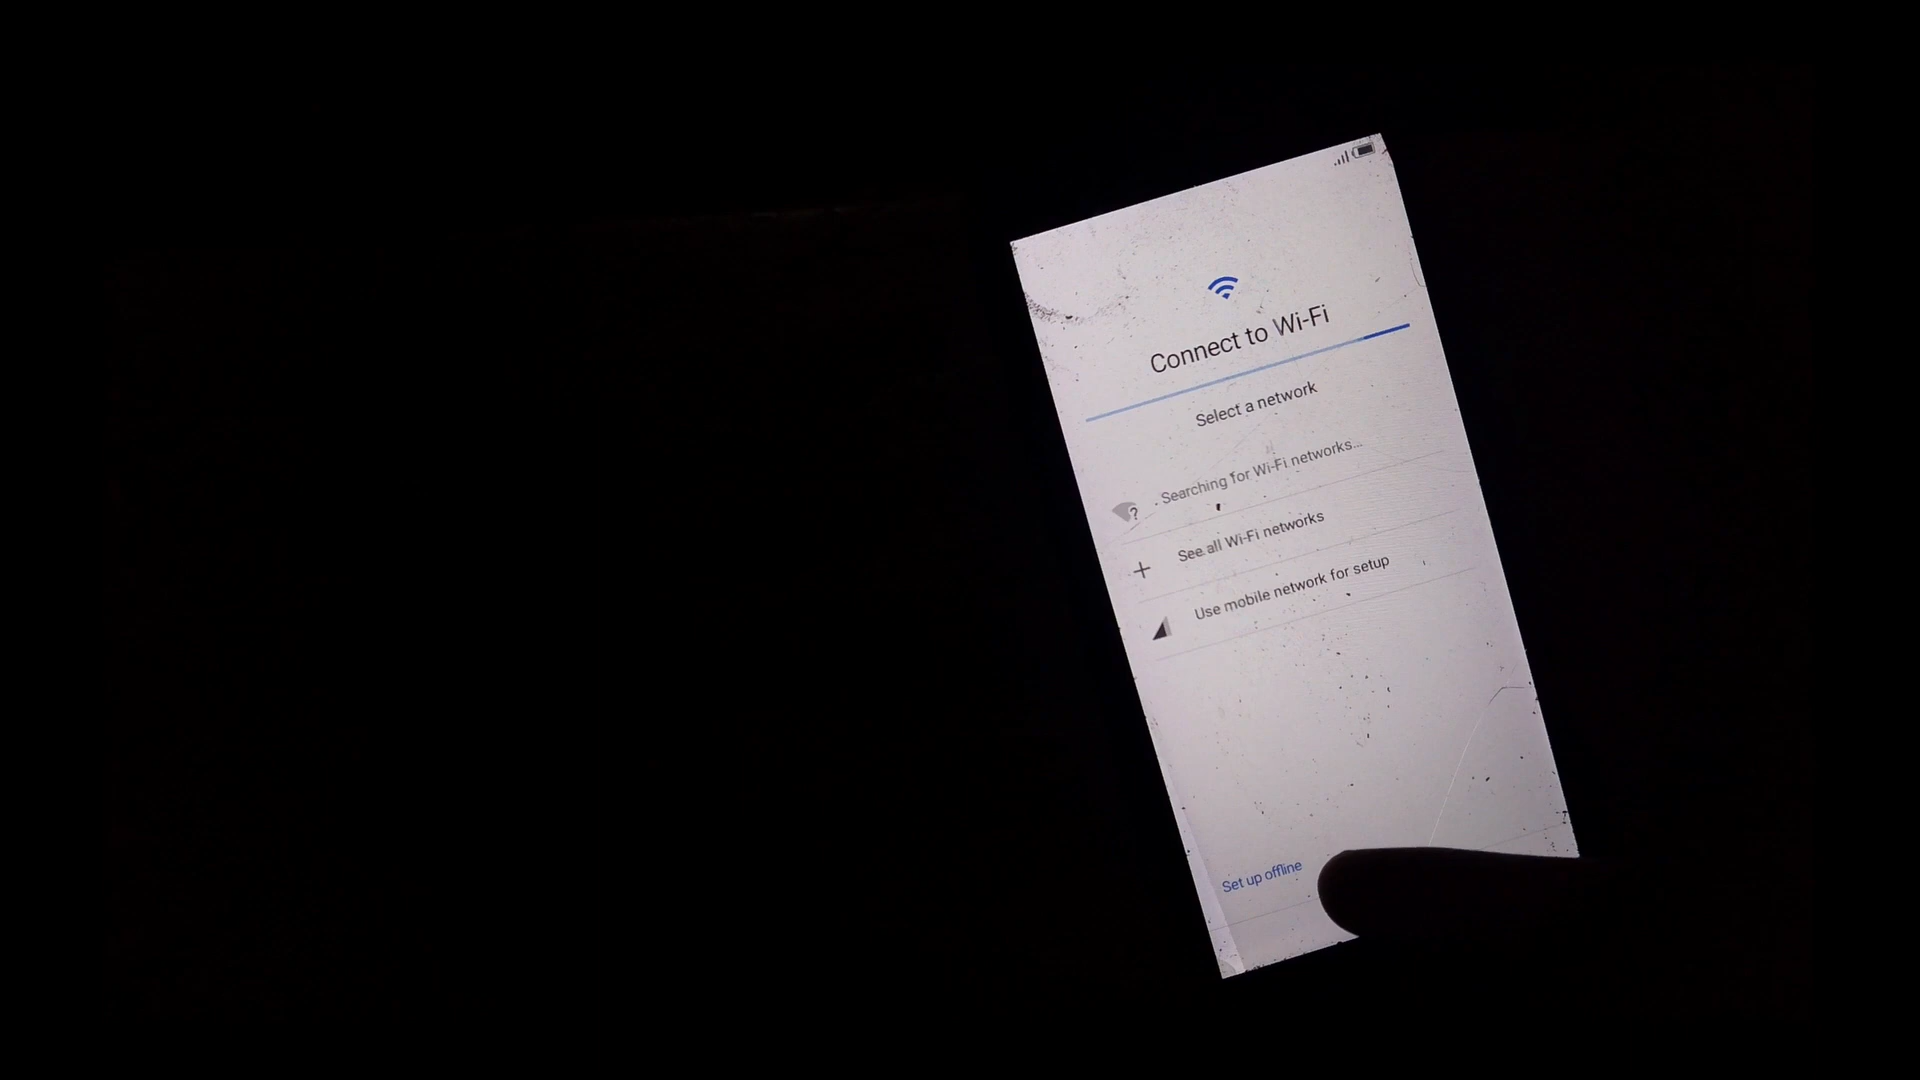 Connect to Wi-Fi
Select a network
Searching for Wi-Fi networks...
See all Wi-Fi networks
Use mobile network for setup
Set up offline